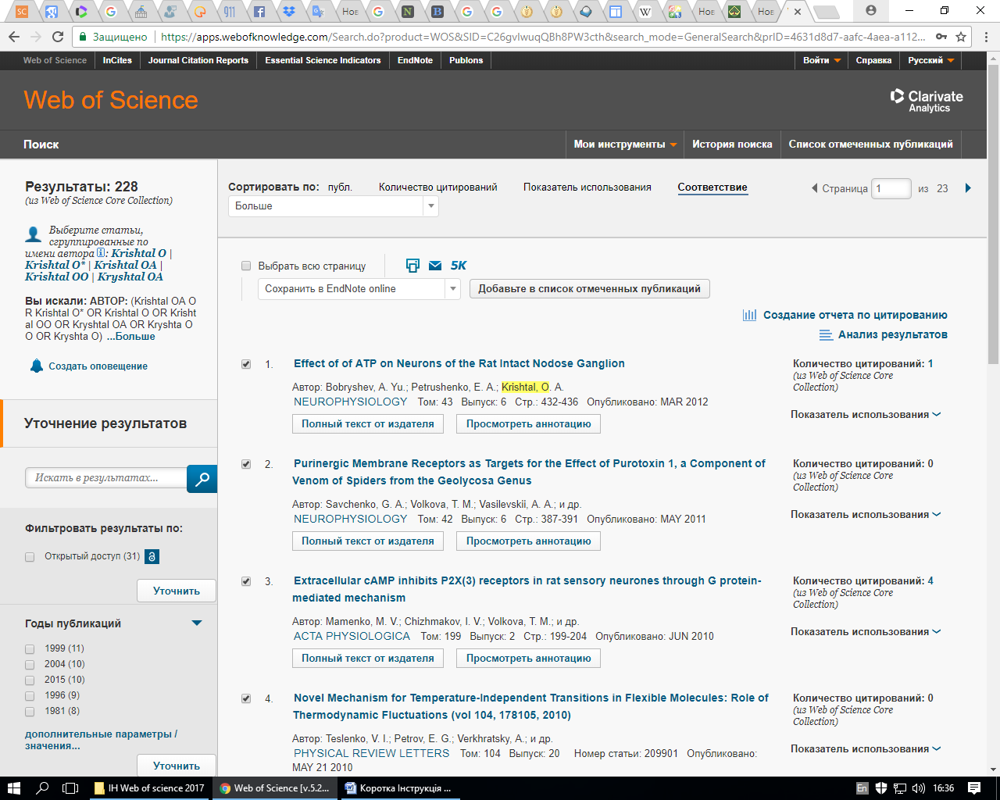 SC
911
Ное
Ное
Ное
Защищено | https://apps.webofknowledge.com/Search.do?product=WOS&SID=C26gvlwuqQBh8PW3cth&search_mode=GeneralSearch&prID=4631d8d7-aafc-4aea-a112...
Web of Science InCites Journal Citation Reports Essential Science Indicators EndNote Publons Войти Справка Русский
Web of Science
Clarivate
Analytics
Поиск Мои инструменты История поиска Список отмеченных публикаций
Результаты: 228
(из Web of Science Core Collection)
Выберите статьи,
сгруппированные по
имени автора : Krishtal O |
Krishtal O* | Krishtal OA |
Krishtal OO | Kryshtal OA
Вы искали: АВТОР: (Krishtal OA O
R Krishtal O* OR Krishtal O OR Krisht
al OO OR Kryshtal OA OR Kryshta O
O OR Kryshta O) ...Больше
Создать оповещение
Уточнение результатов
Искать в результатах...
Фильтровать результаты по:
Открытый доступ (31)
Уточнить
Годы публикаций
1999 (11)
2004 (10)
2015 (10)
1996 (9)
1981 (8)
дополнительные параметры /
значения...
Уточнить
Сортировать по: публ. Количество цитирований Показатель использования Соответствие
Больше
Страница 1 из 23
Выбрать всю страницу 5K
Сохранить в EndNote online Добавьте в список отмеченных публикаций
Создание отчета по цитированию
Анализ результатов
1. Effect of of ATP on Neurons of the Rat Intact Nodose Ganglion
Автор: Bobryshev, A. Yu.; Petrushenko, E. A.; Krishtal, O. A.
NEUROPHYSIOLOGY Том: 43 Выпуск: 6 Стр.: 432-436 Опубликовано: MAR 2012
Полный текст от издателя Просмотреть аннотацию
Количество цитирований: 1
(из Web of Science Core
Collection)
Показатель использования
2. Purinergic Membrane Receptors as Targets for the Effect of Purotoxin 1, a Component of
Venom of Spiders from the Geolycosa Genus
Автор: Savchenko, G. A.; Volkova, T. M.; Vasilevskii, A. A.; и др.
NEUROPHYSIOLOGY Том: 42 Выпуск: 6 Стр.: 387-391 Опубликовано: MAY 2011
Полный текст от издателя Просмотреть аннотацию
Количество цитирований: 0
(из Web of Science Core
Collection)
Показатель использования
3. Extracellular cAMP inhibits P2X(3) receptors in rat sensory neurones through G protein-
mediated mechanism
Автор: Mamenko, M. V.; Chizhmakov, I. V.; Volkova, T. M.; и др.
ACTA PHYSIOLOGICA Том: 199 Выпуск: 2 Стр.: 199-204 Опубликовано: JUN 2010
Полный текст от издателя Просмотреть аннотацию
Количество цитирований: 4
(из Web of Science Core
Collection)
Показатель использования
4. Novel Mechanism for Temperature-Independent Transitions in Flexible Molecules: Role of
Thermodynamic Fluctuations (vol 104, 178105, 2010)
Автор: Teslenko, V. I.; Petrov, E. G.; Verkhratsky, A.; и др.
PHYSICAL REVIEW LETTERS Том: 104 Выпуск: 20 Номер статьи: 209901 Опубликовано:
MAY 21 2010
Количество цитирований: 0
(из Web of Science Core
Collection)
Показатель использования
ІН Web of science 2017 Web of Science [v.5.2... Коротка Інструкція ... En 16:36